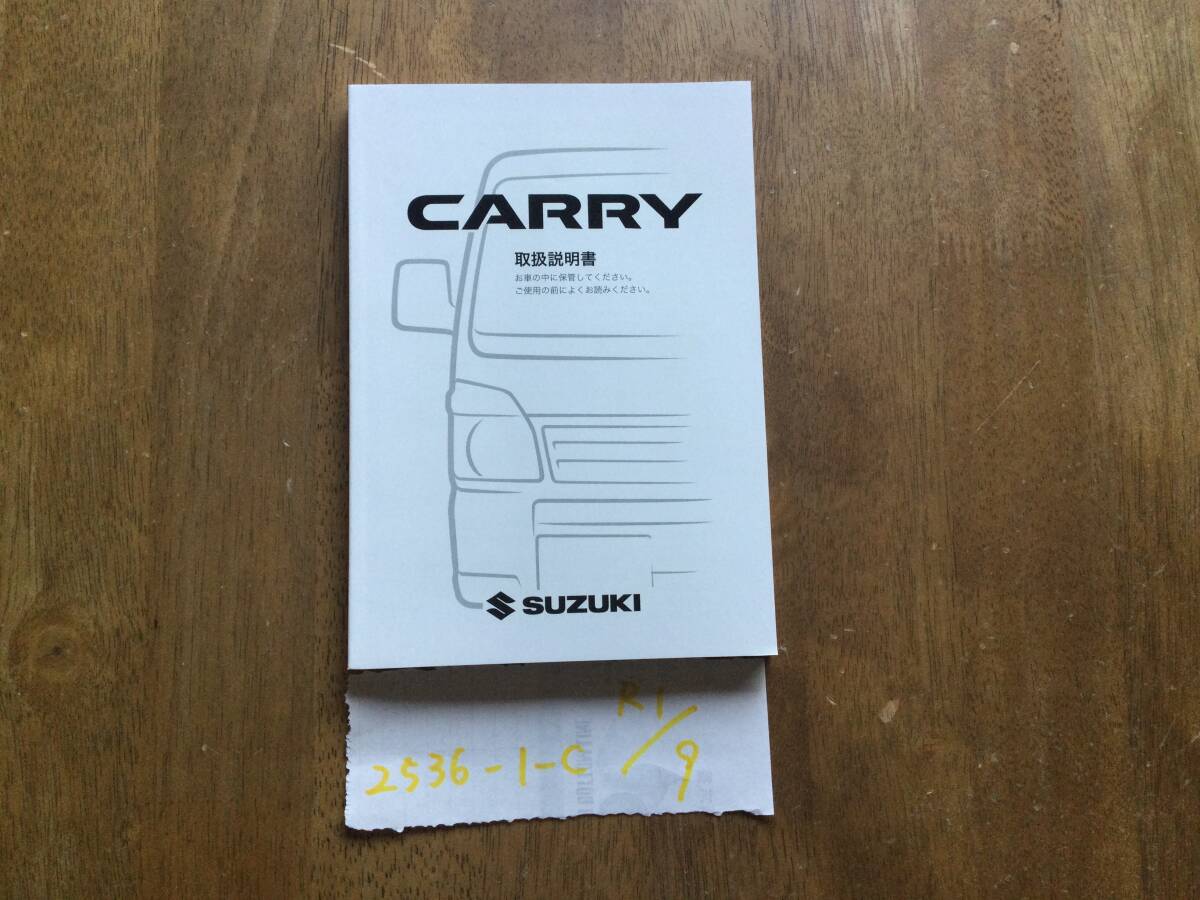 CARRY
取扱説明書
お車の中に保管してください。
ご使用の前によくお読みください。
SUZUKI
R1/9
2536-1-C